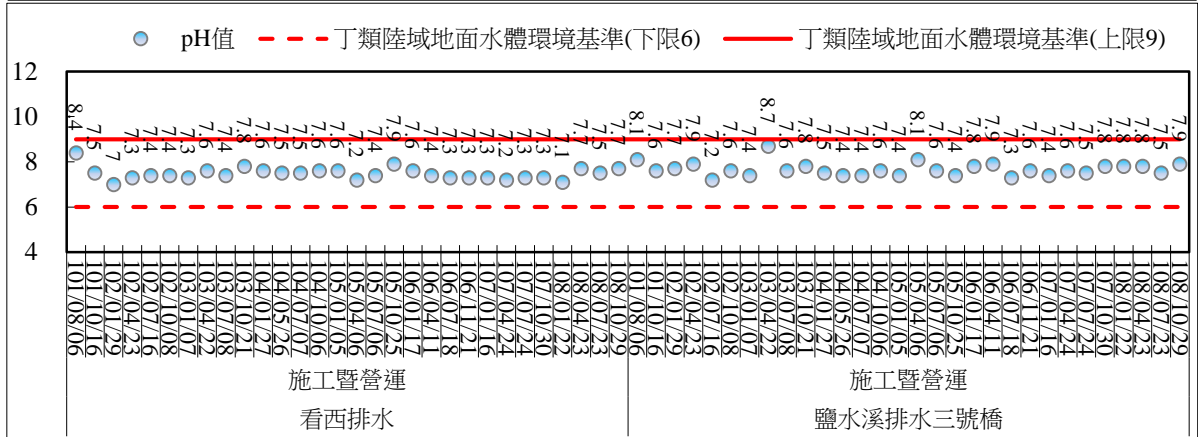 pH值 丁類陸域地面水體環境基準(下限6) 丁類陸域地面水體環境基準(上限9)
12
10
8
6
4
8.4 7.5 7 7.3 7.4 7.4 7.3 7.6 7.4 7.8 7.6 7.5 7.5 7.6 7.6 7.2 7.4 7.9 7.6 7.4 7.3 7.3 7.3 7.2 7.3 7.3 7.1 7.7 7.5 7.7 8.1 7.6 7.7 7.9 7.2 7.6 7.4 8.7 7.6 7.8 7.5 7.4 7.4 7.6 7.4 8.1 7.6 7.4 7.8 7.9 7.3 7.6 7.4 7.6 7.5 7.8 7.8 7.8 7.5 7.9
101/08/06 101/10/16 102/01/29 102/04/23 102/07/16 102/10/08 103/01/07 103/04/22 103/07/08 103/10/21 104/01/27 104/05/26 104/07/06 104/10/06 105/01/05 105/04/06 105/07/06 105/10/25 106/01/17 106/04/11 106/07/18 106/11/21 107/01/16 107/04/24 107/07/24 107/10/30 108/01/22 108/04/23 108/07/23 108/10/29 101/08/06 101/10/16 102/01/29 102/04/23 102/07/16 102/10/08 103/01/07 103/04/22 103/07/08 103/10/21 104/01/27 104/05/26 104/07/06 104/10/06 105/01/05 105/04/06 105/07/06 105/10/25 106/01/17 106/04/11 106/07/18 106/11/21 107/01/16 107/04/24 107/07/24 107/10/30 108/01/22 108/04/23 108/07/23 108/10/29
施工暨營運 施工暨營運
看西排水 鹽水溪排水三號橋